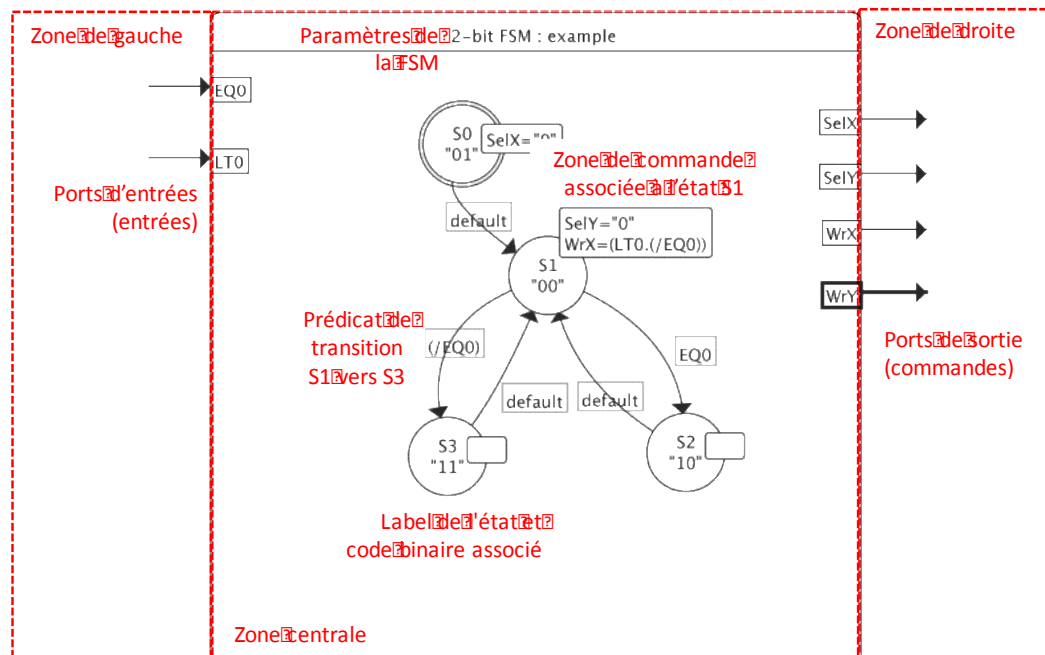 Zone de gauche
Paramètres de
la FSM
2-bit FSM : example
Zone de droite
EQ0
LT0
Ports d'entrées
(entrées)
S0
"01"
SelX="0"
Zone de commande
associée à l'état S1
default
SelY="0"
WrX=(LT0.(/EQ0))
S1
"00"
SelX
SelY
WrX
WrY
Prédicat de
transition
S1 vers S3
(/EQ0)
EQ0
Ports de sortie
(commandes)
default
default
S3
"11"
S2
"10"
Label de l'état et
code binaire associé
Zone centrale